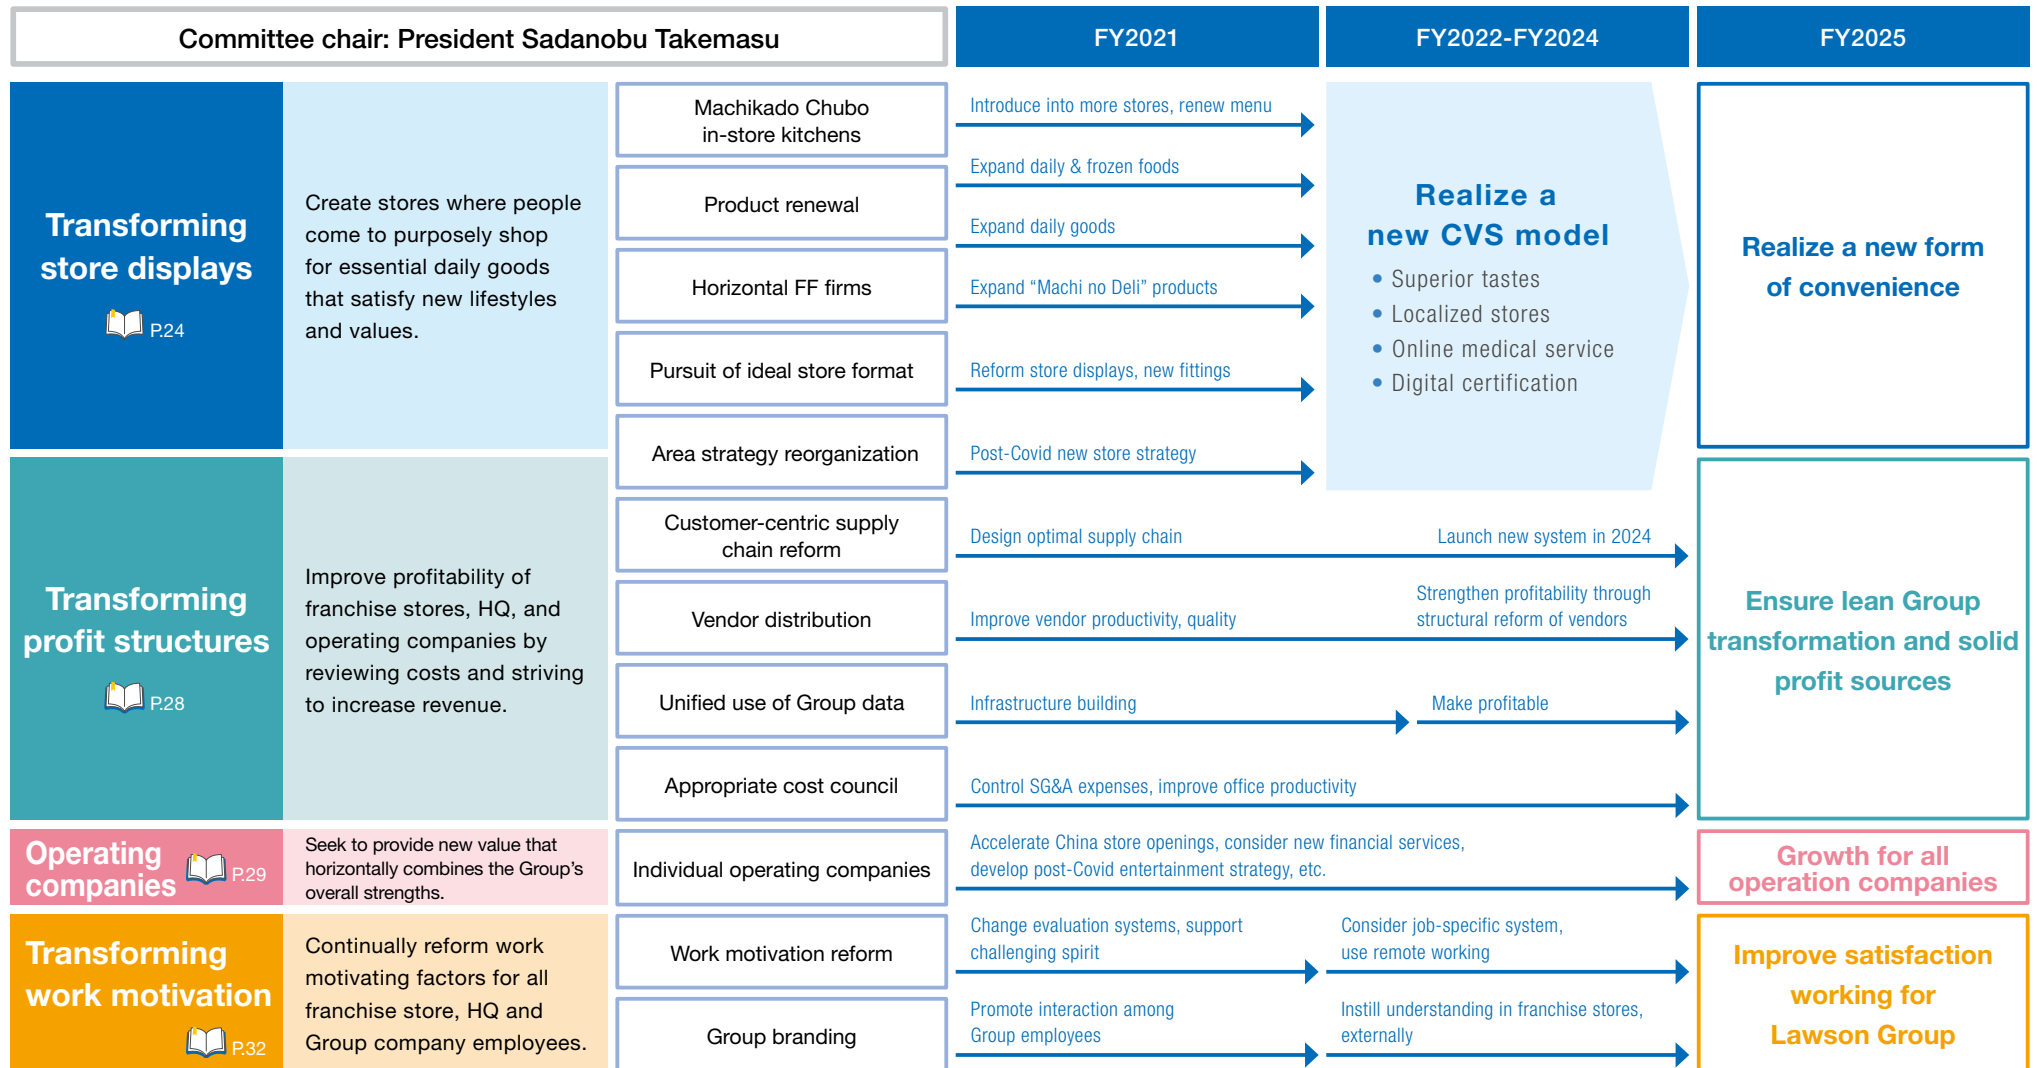 Committee chair: President Sadanobu Takemasu
FY2021
FY2022-FY2024
FY2025
Transforming
store displays
P.24
Create stores where people
come to purposely shop
for essential daily goods
that satisfy new lifestyles
and values.
Machikado Chubo
in-store kitchens
Introduce into more stores, renew menu
Product renewal
Expand daily & frozen foods
Expand daily goods
Horizontal FF firms
Expand “Machi no Deli” products
Pursuit of ideal store format
Reform store displays, new fittings
Area strategy reorganization
Post-Covid new store strategy
Realize a
new CVS model
• Superior tastes
• Localized stores
• Online medical service
• Digital certification
Realize a new form
of convenience
Transforming
profit structures
P.28
Improve profitability of
franchise stores, HQ, and
operating companies by
reviewing costs and striving
to increase revenue.
Customer-centric supply
chain reform
Design optimal supply chain
Launch new system in 2024
Vendor distribution
Improve vendor productivity, quality
Strengthen profitability through
structural reform of vendors
Unified use of Group data
Infrastructure building
Make profitable
Appropriate cost council
Control SG&A expenses, improve office productivity
Ensure lean Group
transformation and solid
profit sources
Operating
companies
P.29
Seek to provide new value that
horizontally combines the Group’s
overall strengths.
Individual operating companies
Accelerate China store openings, consider new financial services,
develop post-Covid entertainment strategy, etc.
Growth for all
operation companies
Transforming
work motivation
P.32
Continually reform work
motivating factors for all
franchise store, HQ and
Group company employees.
Work motivation reform
Change evaluation systems, support
challenging spirit
Consider job-specific system,
use remote working
Group branding
Promote interaction among
Group employees
Instill understanding in franchise stores,
externally
Improve satisfaction
working for
Lawson Group